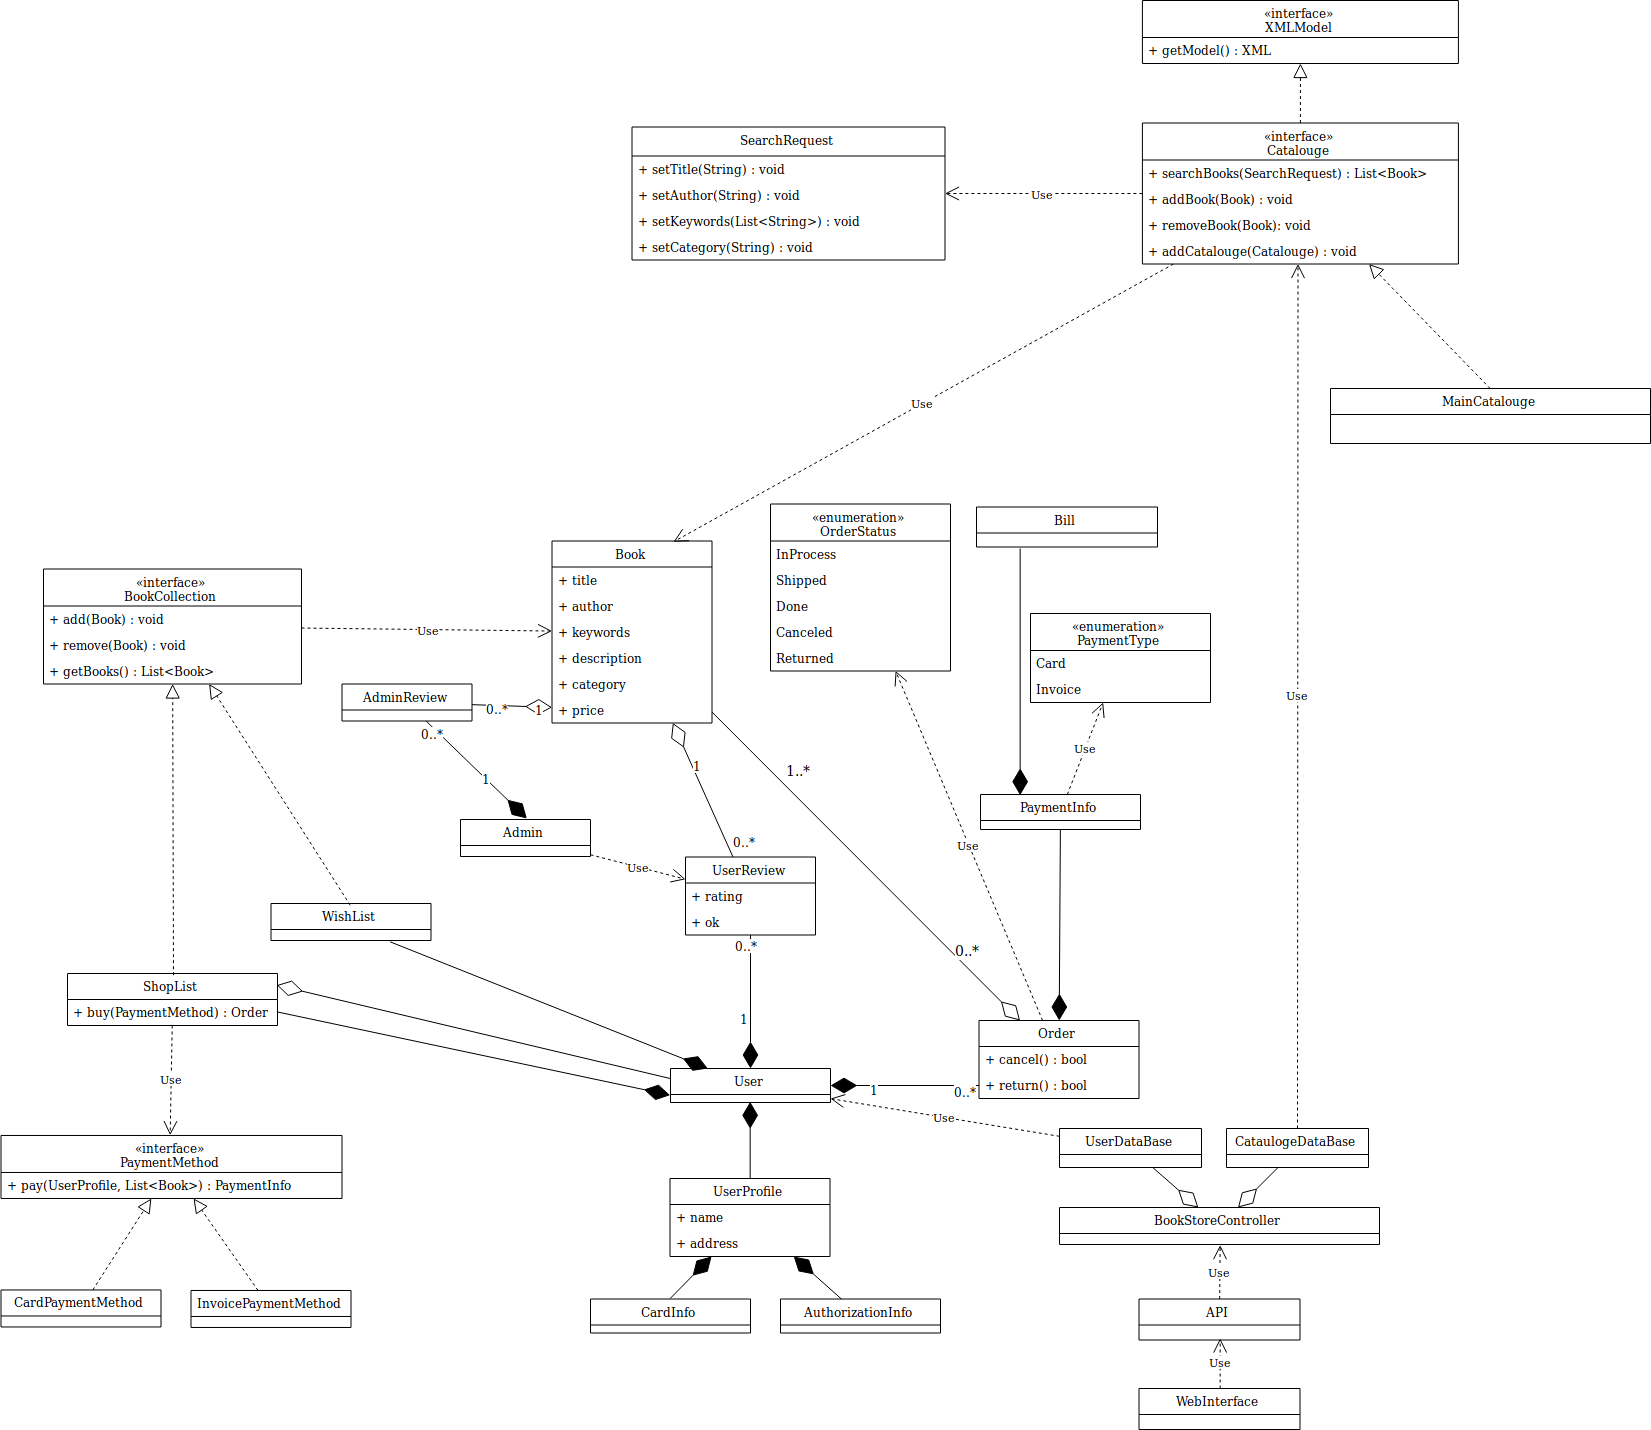 «interface»
XMLModel
+ getModel() : XML
«interface»
Catalouge
+ searchBooks(SearchRequest) : List<Book>
+ addBook(Book) : void
+ removeBook(Book): void
+ addCatalouge(Catalouge) : void
SearchRequest
+ setTitle(String) : void
+ setAuthor(String) : void
+ setKeywords(List<String>) : void
+ setCategory(String) : void
Use
Use
MainCatalouge
«enumeration»
OrderStatus
InProcess
Shipped
Done
Canceled
Returned
Bill
Book
+ title
+ author
+ keywords
+ description
+ category
+ price
«interface»
BookCollection
+ add(Book) : void
+ remove(Book) : void
+ getBooks() : List<Book>
Use
«enumeration»
PaymentType
Card
Invoice
Use
AdminReview
0..*
1
0..*
1
Use
1
1..*
PaymentInfo
Admin
0..*
Use
Use
UserReview
+ rating
+ ok
0..*
WishList
0..*
ShopList
+ buy(PaymentMethod) : Order
1
Order
+ cancel() : bool
+ return() : bool
Use
User
1
0..*
Use
«interface»
PaymentMethod
+ pay(UserProfile, List<Book>) : PaymentInfo
UserDataBase
CataulogeDataBase
UserProfile
+ name
+ address
BookStoreController
Use
CardPaymentMethod
InvoicePaymentMethod
CardInfo
AuthorizationInfo
API
Use
WebInterface